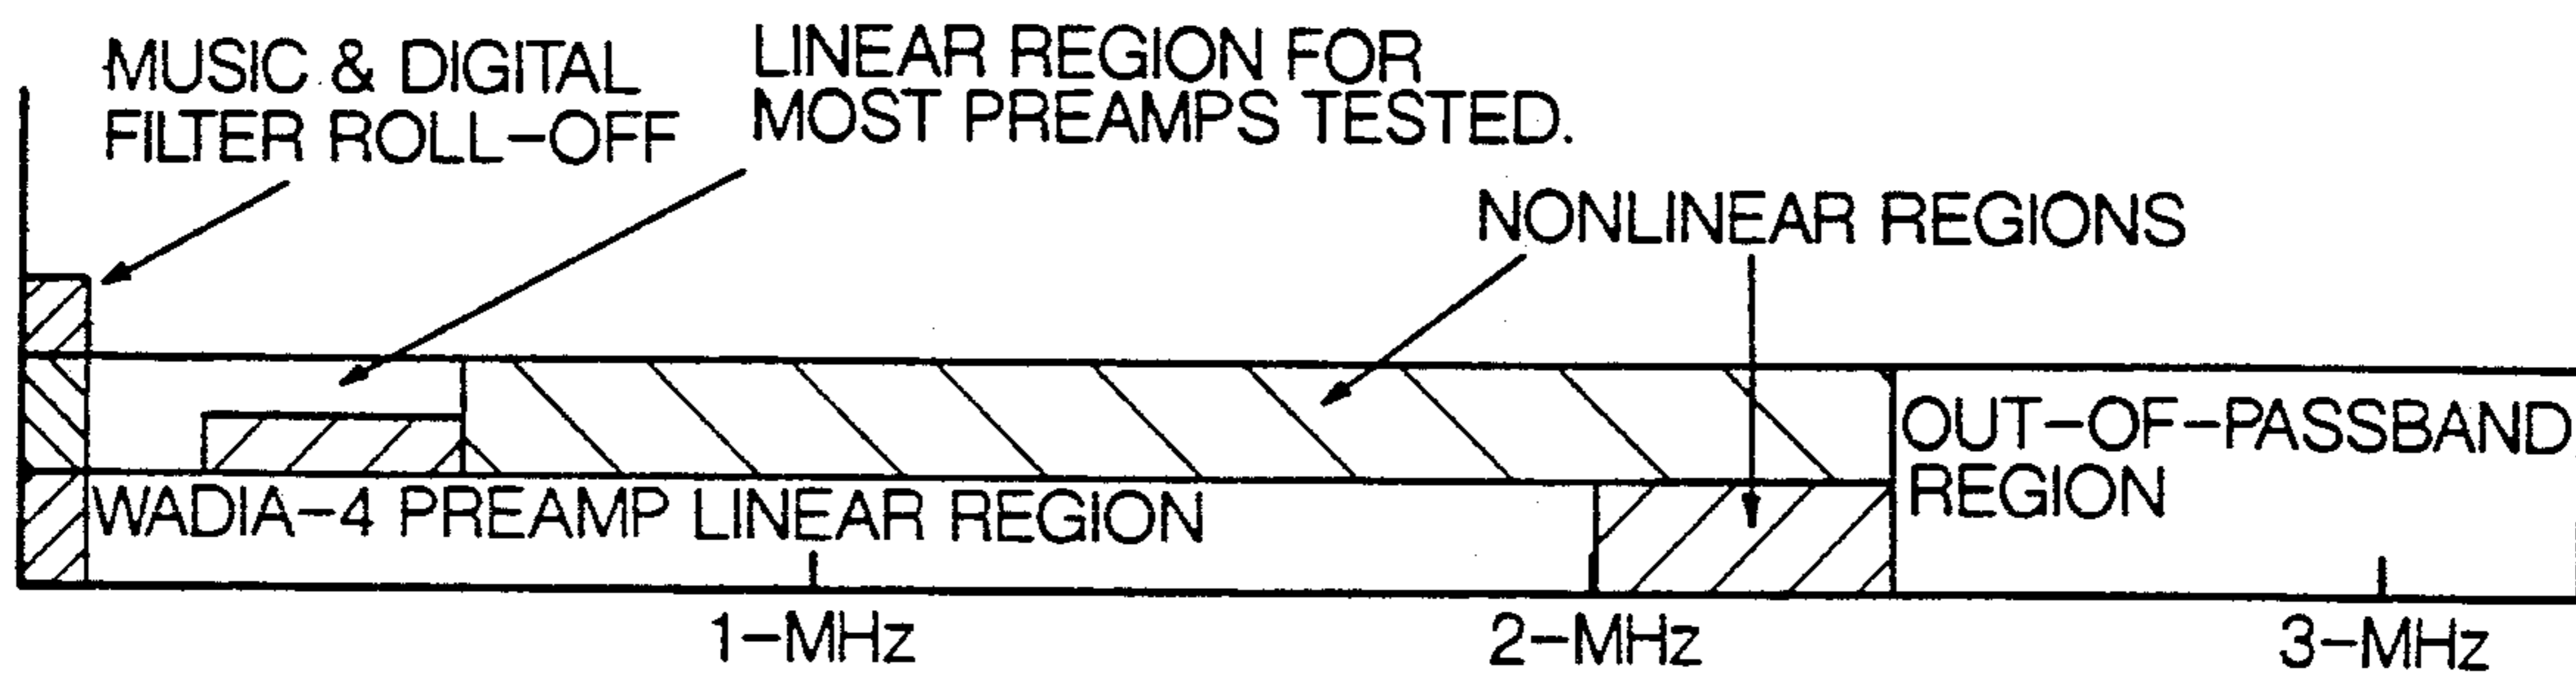 MUSIC & DIGITAL
FILTER ROLL-OFF
LINEAR REGION FOR
MOST PREAMPS TESTED.
NONLINEAR REGIONS
OUT-OF-PASSBAND
REGION
WADIA-4 PREAMP LINEAR REGION
1-MHz
2-MHz
3-MHz